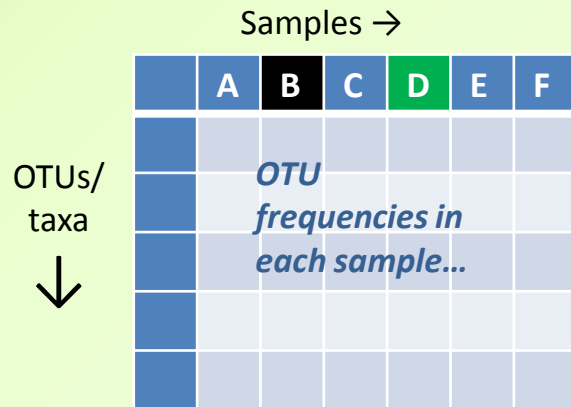 Samples →
A B C D E F
OTUs/
taxa
↓
OTU
frequencies in
each sample…